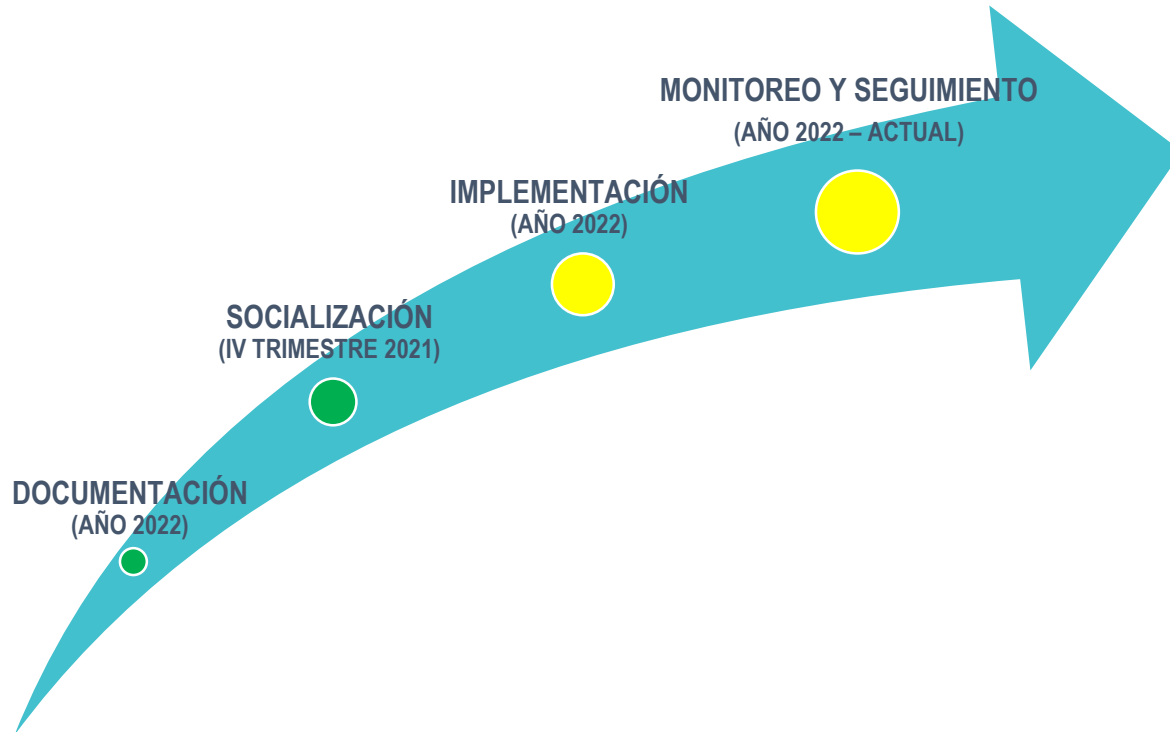 MONITOREO Y SEGUIMIENTO
(AÑO 2022 – ACTUAL)
IMPLEMENTACIÓN
(AÑO 2022)
SOCIALIZACIÓN
(IV TRIMESTRE 2021)
DOCUMENTACIÓN
(AÑO 2022)